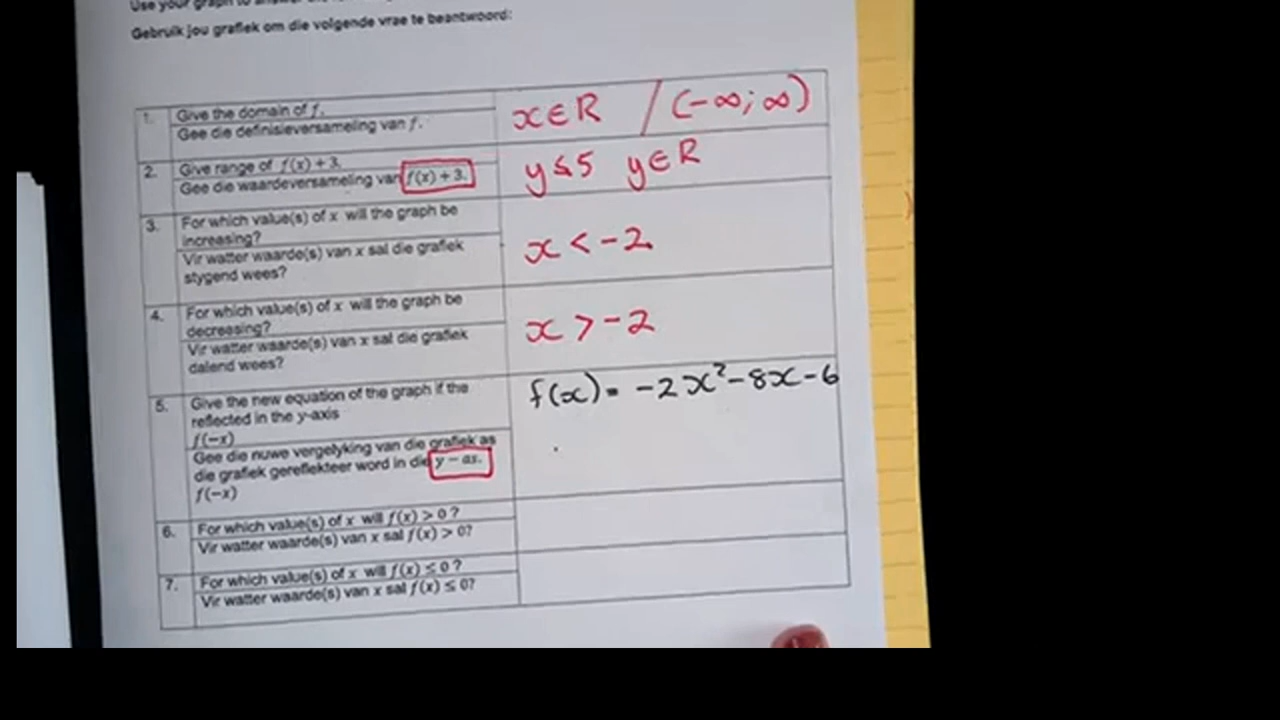 Gebruik jou grafiek om die volgende vrae te beantwoord:
1. Give the domain of f.
Gee die definisieversameling van f.
x ∈ R / (-∞; ∞)
2. Give range of f(x) + 3.
Gee die waardeversameling van f(x) + 3.
y ≤ 5 y ∈ R
3. For which value(s) of x will the graph be
increasing?
Vir watter waarde(s) van x sal die grafiek
stygend wees?
x < -2
4. For which value(s) of x will the graph be
decreasing?
Vir watter waarde(s) van x sal die grafiek
dalend wees?
x > -2
5. Give the new equation of the graph if the
reflected in the y-axis
f(-x)
Gee die nuwe vergelyking van die grafiek as
die grafiek gereflekteer word in die y – as.
f(-x)
f(x) = -2x² - 8x - 6
6. For which value(s) of x will f(x) > 0 ?
Vir watter waarde(s) van x sal f(x) > 0?
7. For which value(s) of x will f(x) ≤ 0 ?
Vir watter waarde(s) van x sal f(x) ≤ 0?